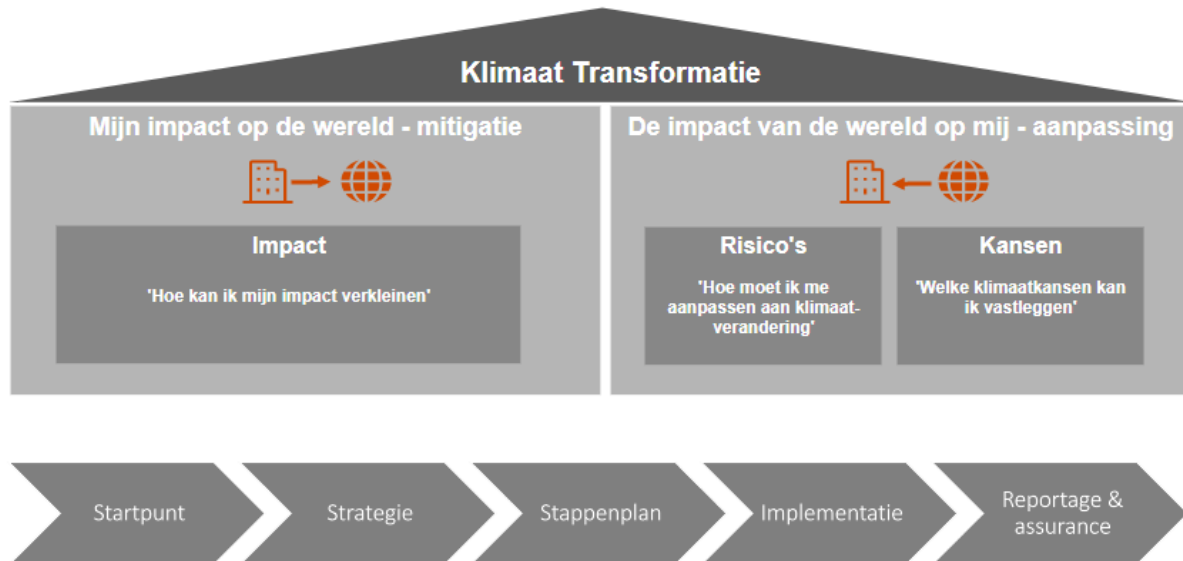 Klimaat Transformatie
Mijn impact op de wereld - mitigatie
Impact
'Hoe kan ik mijn impact verkleinen'
De impact van de wereld op mij - aanpassing
Risico's
'Hoe moet ik me
aanpassen aan klimaat-
verandering'
Kansen
'Welke klimaatkansen kan
ik vastleggen'
Startpunt
Strategie
Stappenplan
Implementatie
Reportage &
assurance